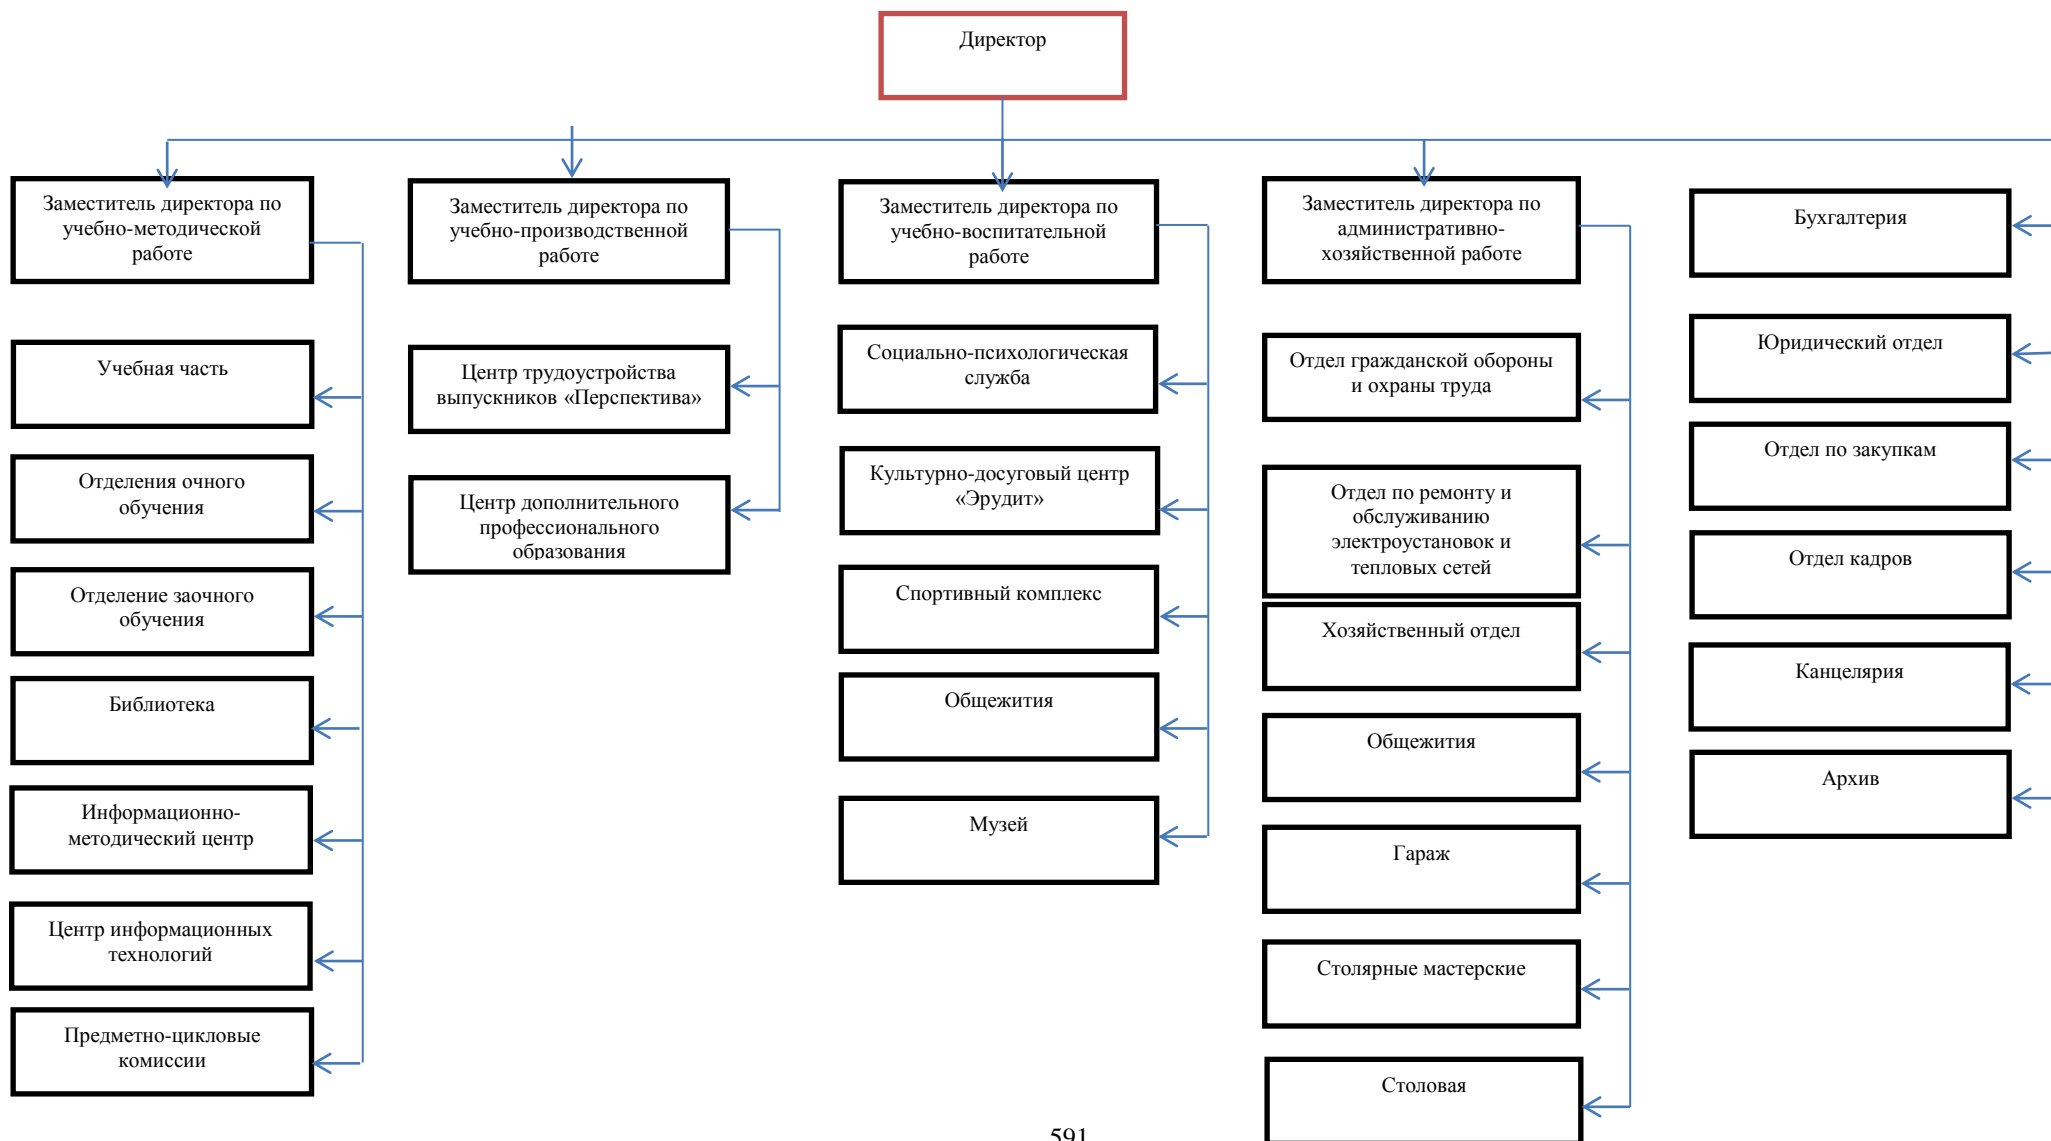 Директор
Заместитель директора по
учебно-методической
работе
Учебная часть
Отделения очного
обучения
Отделение заочного
обучения
Библиотека
Информационно-
методический центр
Центр информационных
технологий
Предметно-цикловые
комиссии
Заместитель директора по
учебно-производственной
работе
Центр трудоустройства
выпускников «Перспектива»
Центр дополнительного
профессионального
образования
Заместитель директора по
учебно-воспитательной
работе
Социально-психологическая
служба
Культурно-досуговый центр
«Эрудит»
Спортивный комплекс
Общежития
Музей
Заместитель директора по
административно-
хозяйственной работе
Отдел гражданской обороны
и охраны труда
Отдел по ремонту и
обслуживанию
электроустановок и
тепловых сетей
Хозяйственный отдел
Общежития
Гараж
Столярные мастерские
Столовая
Бухгалтерия
Юридический отдел
Отдел по закупкам
Отдел кадров
Канцелярия
Архив
591